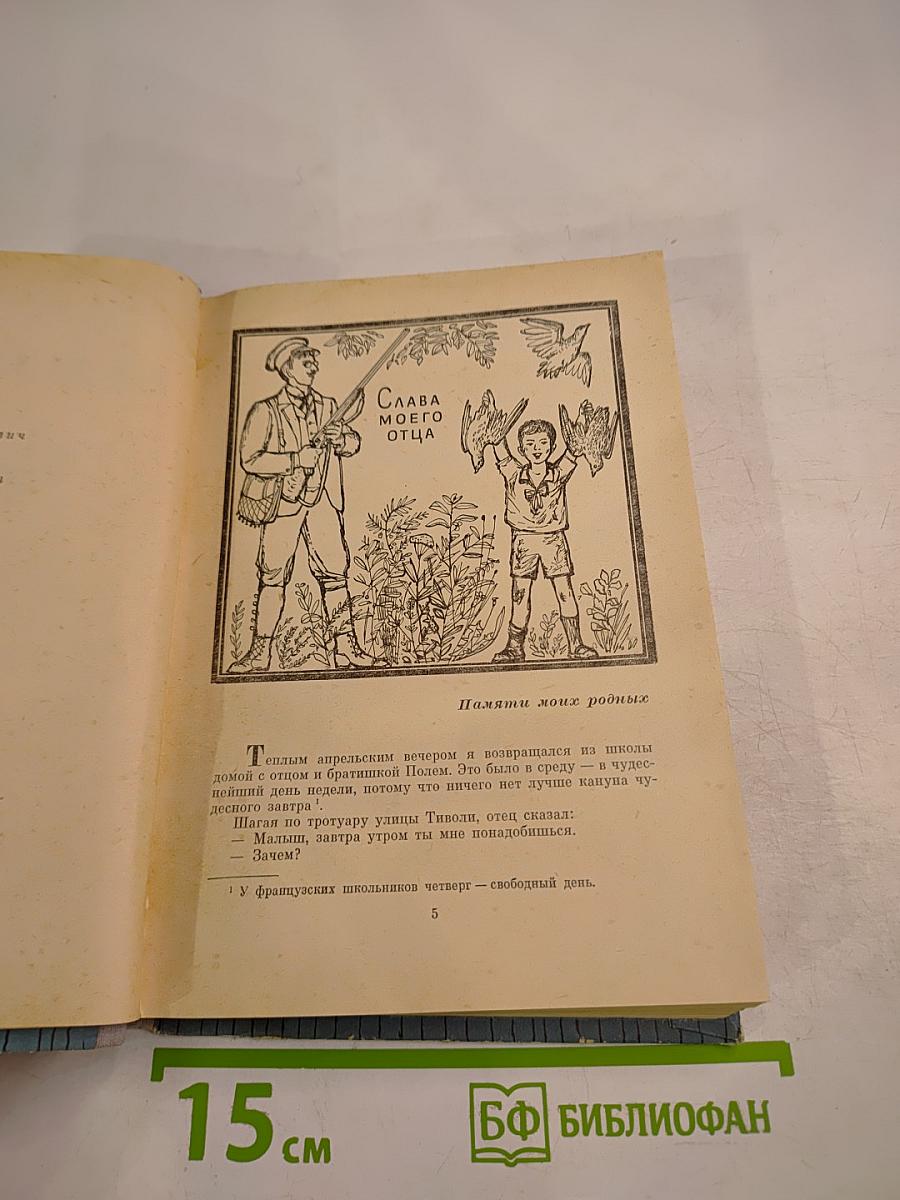 СЛАВА
МОЕГО
ОТЦА
Памяти моих родных
Теплым апрельским вечером я возвращался из школы
домой с отцом и братишкой Полем. Это было в среду — в чудес-
нейший день недели, потому что ничего нет лучше кануна чу-
десного завтра ¹.
Шагая по тротуару улицы Тиволи, отец сказал:
— Малыш, завтра утром ты мне понадобишься.
— Зачем?
¹ У французских школьников четверг — свободный день.
5
15 см
БФ БИБЛИОФАН